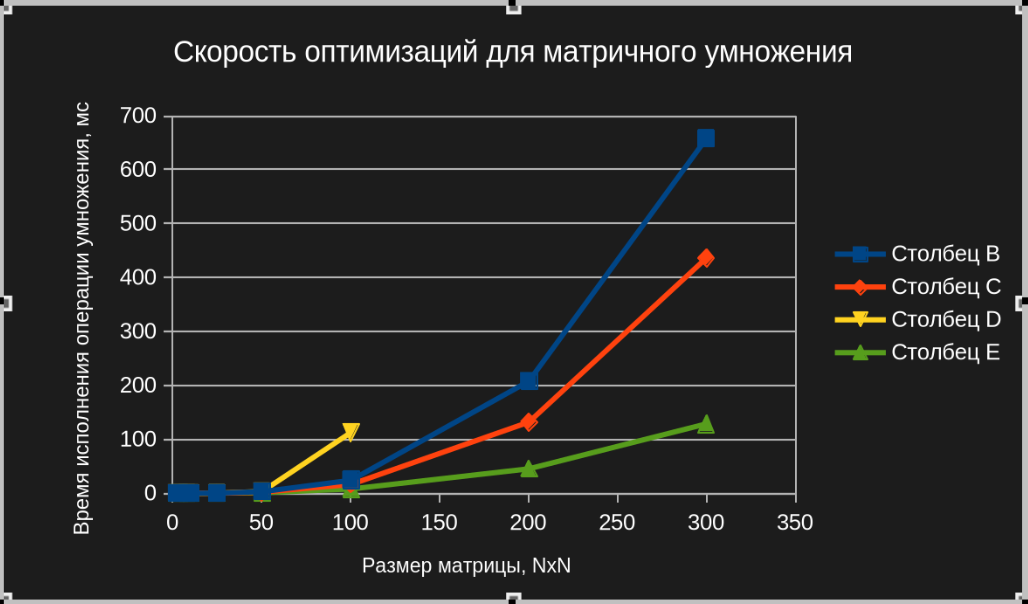 Скорость оптимизаций для матричного умножения
Время исполнения операции умножения, мс
700
600
500
400
300
200
100
0
0 50 100 150 200 250 300 350
Размер матрицы, NxN
Столбец B
Столбец C
Столбец D
Столбец E